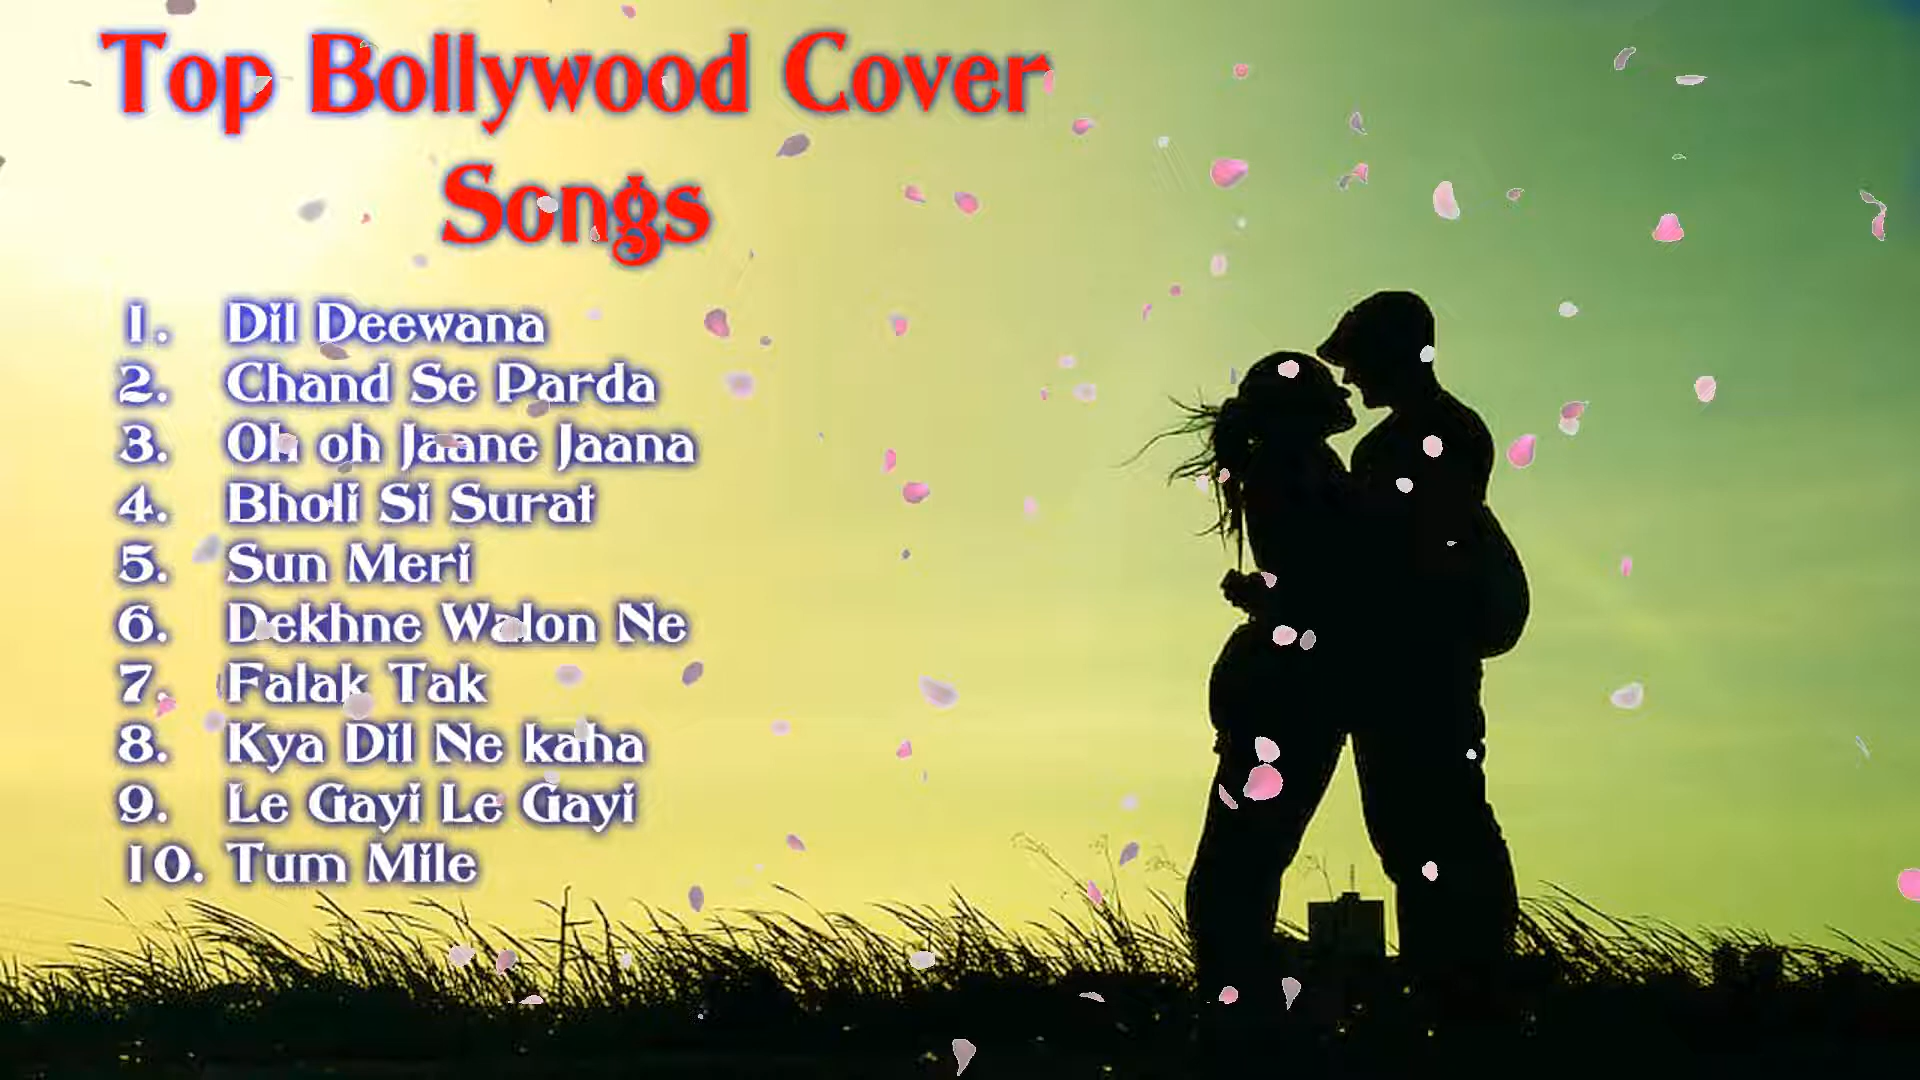 Top Bollywood Cover
Songs
1. Dil Deewana
2. Chand Se Parda
3. Oh oh Jaane Jaana
4. Bholi Si Surat
5. Sun Meri
6. Dekhne Walon Ne
7. Falak Tak
8. Kya Dil Ne kaha
9. Le Gayi Le Gayi
10. Tum Mile